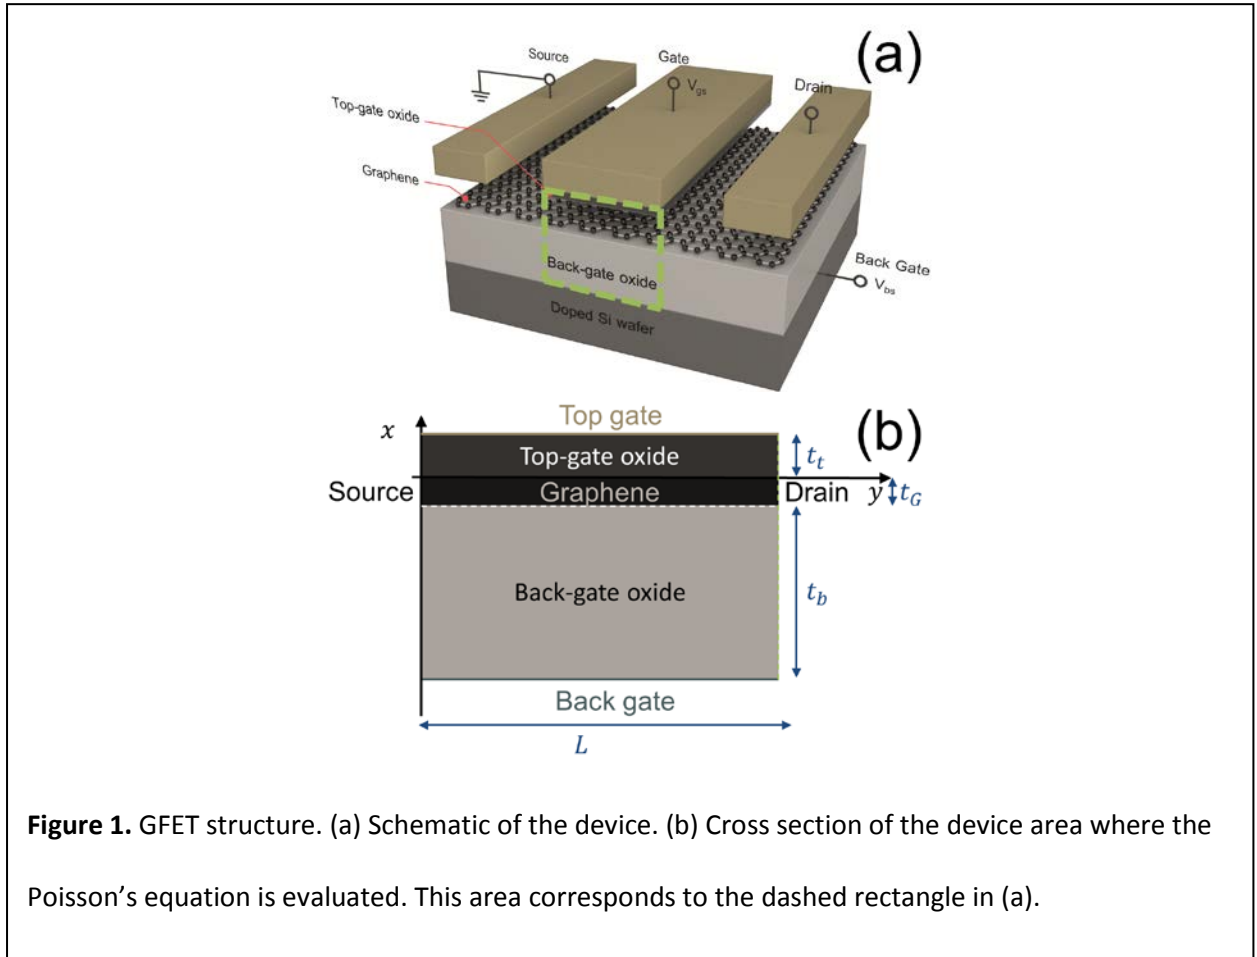 (a)
Source
Gate
V_gs
Drain
Top-gate oxide
Graphene
Back-gate oxide
Back Gate
V_bs
Doped Si wafer
x
Top gate
(b)
Top-gate oxide
t_t
Source
Graphene
Drain
y
t_G
Back-gate oxide
t_b
Back gate
L
Figure 1. GFET structure. (a) Schematic of the device. (b) Cross section of the device area where the
Poisson's equation is evaluated. This area corresponds to the dashed rectangle in (a).